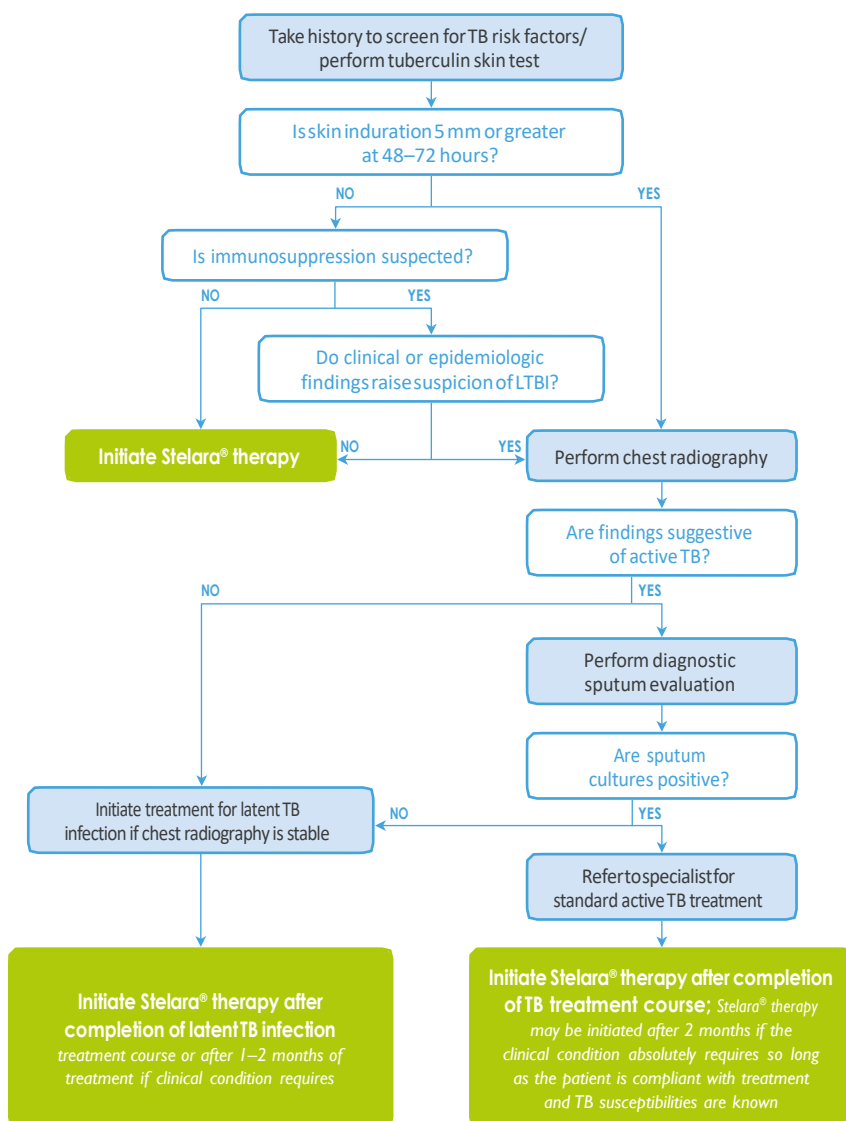 Take history to screen for TB risk factors/
perform tuberculin skin test
Is skin induration 5 mm or greater
at 48–72 hours?
NO
YES
Is immunosuppression suspected?
NO
YES
Do clinical or epidemiologic
findings raise suspicion of LTBI?
Initiate Stelara® therapy
NO
YES
Perform chest radiography
Are findings suggestive
of active TB?
NO
YES
Perform diagnostic
sputum evaluation
Are sputum
cultures positive?
Initiate treatment for latent TB
infection if chest radiography is stable
NO
YES
Refer to specialist for
standard active TB treatment
Initiate Stelara® therapy after
completion of latent TB infection
treatment course or after 1–2 months of
treatment if clinical condition requires
Initiate Stelara® therapy after completion
of TB treatment course; Stelara® therapy
may be initiated after 2 months if the
clinical condition absolutely requires so long
as the patient is compliant with treatment
and TB susceptibilities are known